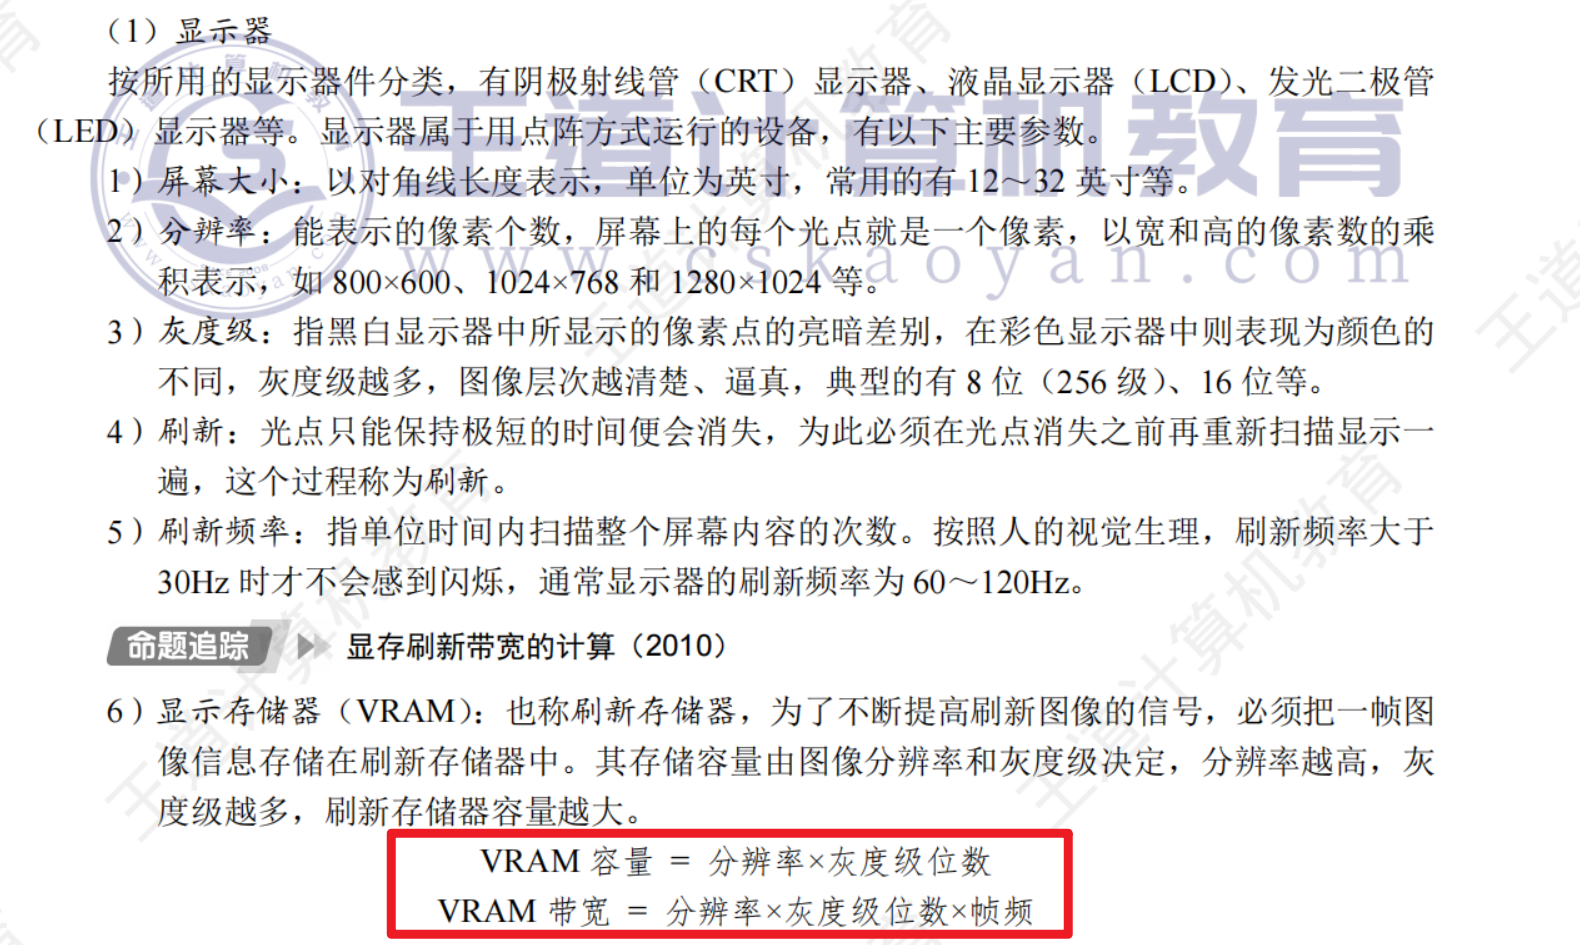 （1）显示器
按所用的显示器件分类，有阴极射线管（CRT）显示器、液晶显示器（LCD）、发光二极管
（LED）显示器等。显示器属于用点阵方式运行的设备，有以下主要参数。
1）屏幕大小：以对角线长度表示，单位为英寸，常用的有 12～32 英寸等。
2）分辨率：能表示的像素个数，屏幕上的每个光点就是一个像素，以宽和高的像素数的乘
积表示，如 800×600、1024×768 和 1280×1024 等。
3）灰度级：指黑白显示器中所显示的像素点的亮暗差别，在彩色显示器中则表现为颜色的
不同，灰度级越多，图像层次越清楚、逼真，典型的有 8 位（256 级）、16 位等。
4）刷新：光点只能保持极短的时间便会消失，为此必须在光点消失之前再重新扫描显示一
遍，这个过程称为刷新。
5）刷新频率：指单位时间内扫描整个屏幕内容的次数。按照人的视觉生理，刷新频率大于
30Hz 时才不会感到闪烁，通常显示器的刷新频率为 60～120Hz。
命题追踪 显存刷新带宽的计算（2010）
6）显示存储器（VRAM）：也称刷新存储器，为了不断提高刷新图像的信号，必须把一帧图
像信息存储在刷新存储器中。其存储容量由图像分辨率和灰度级决定，分辨率越高，灰
度级越多，刷新存储器容量越大。
VRAM 容量 = 分辨率×灰度级位数
VRAM 带宽 = 分辨率×灰度级位数×帧频
王道计算机教育
www.cskaoyan.com